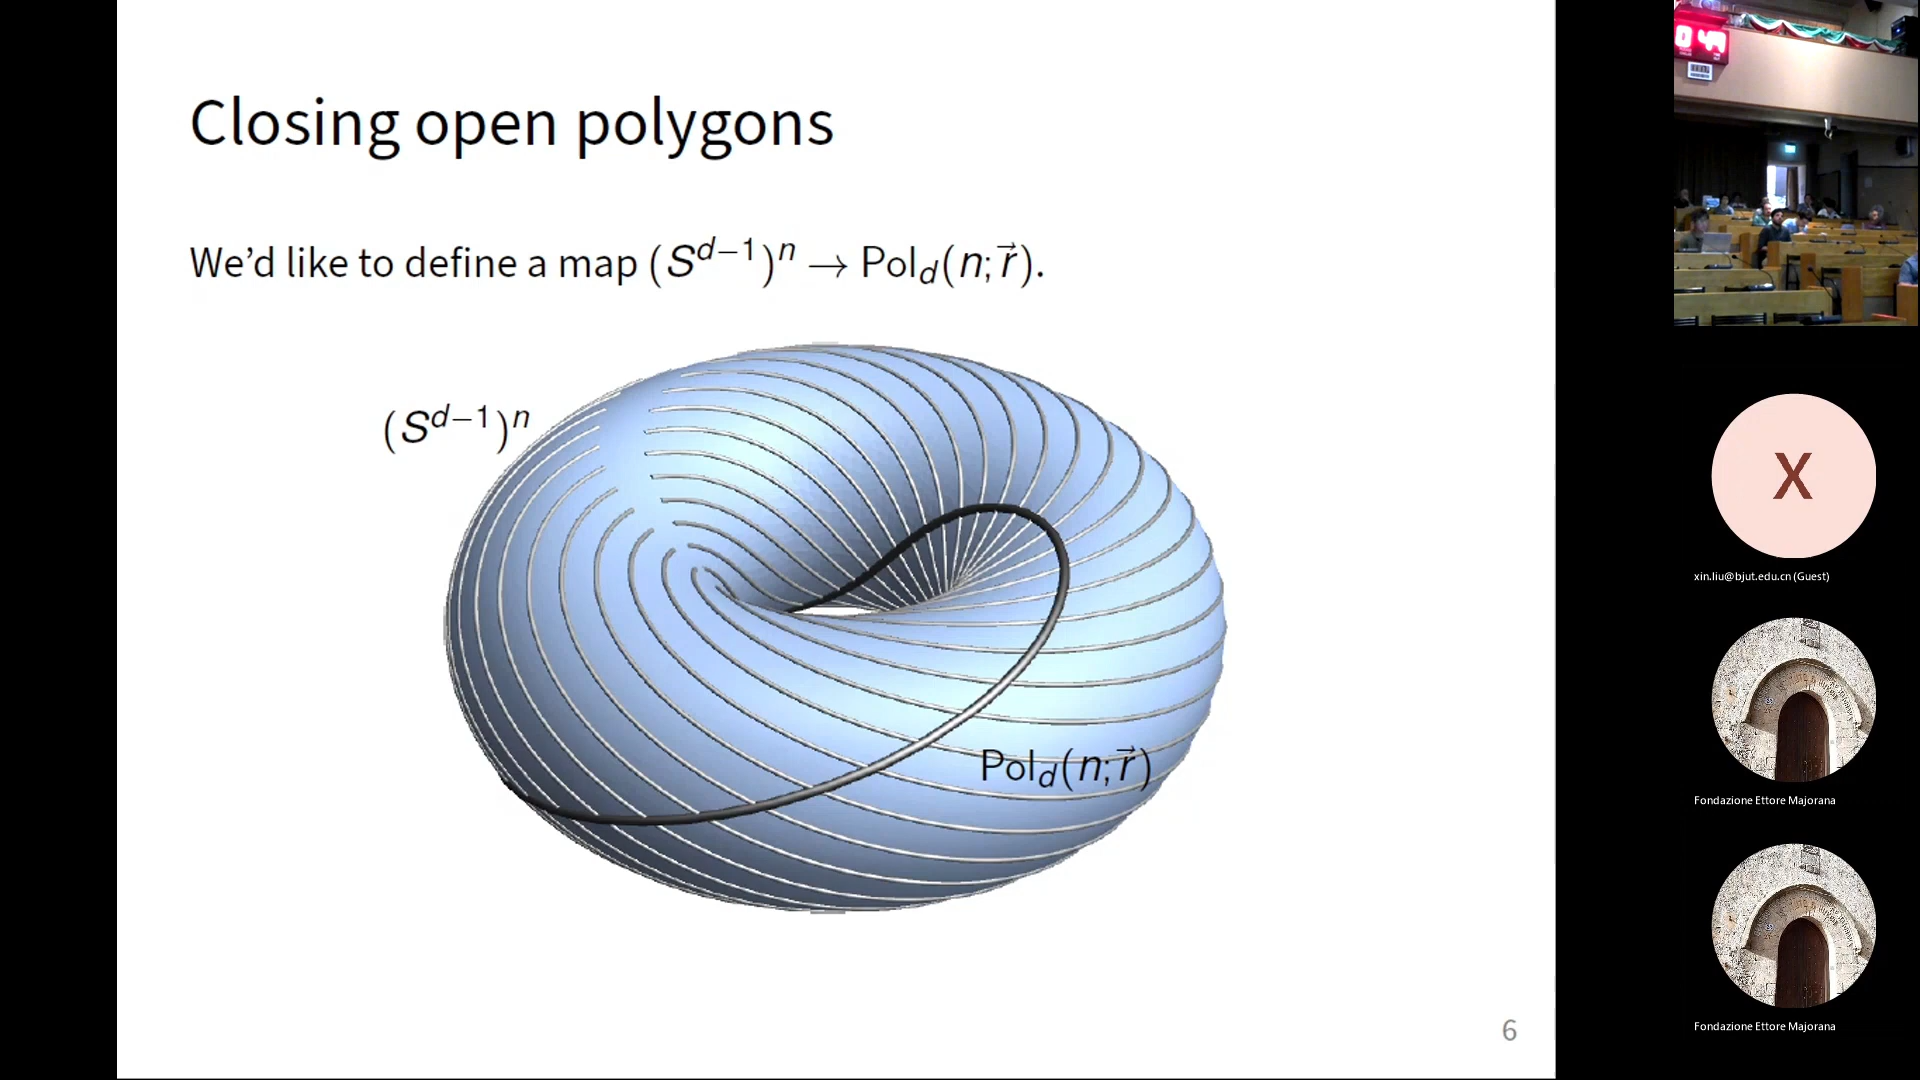 Closing open polygons
We'd like to define a map (S^{d−1})^n → Pol_d(n; r⃗).
(S^{d−1})^n
Pol_d(n; r⃗)
6
X
xin.liu@bjut.edu.cn (Guest)
Fondazione Ettore Majorana
Fondazione Ettore Majorana